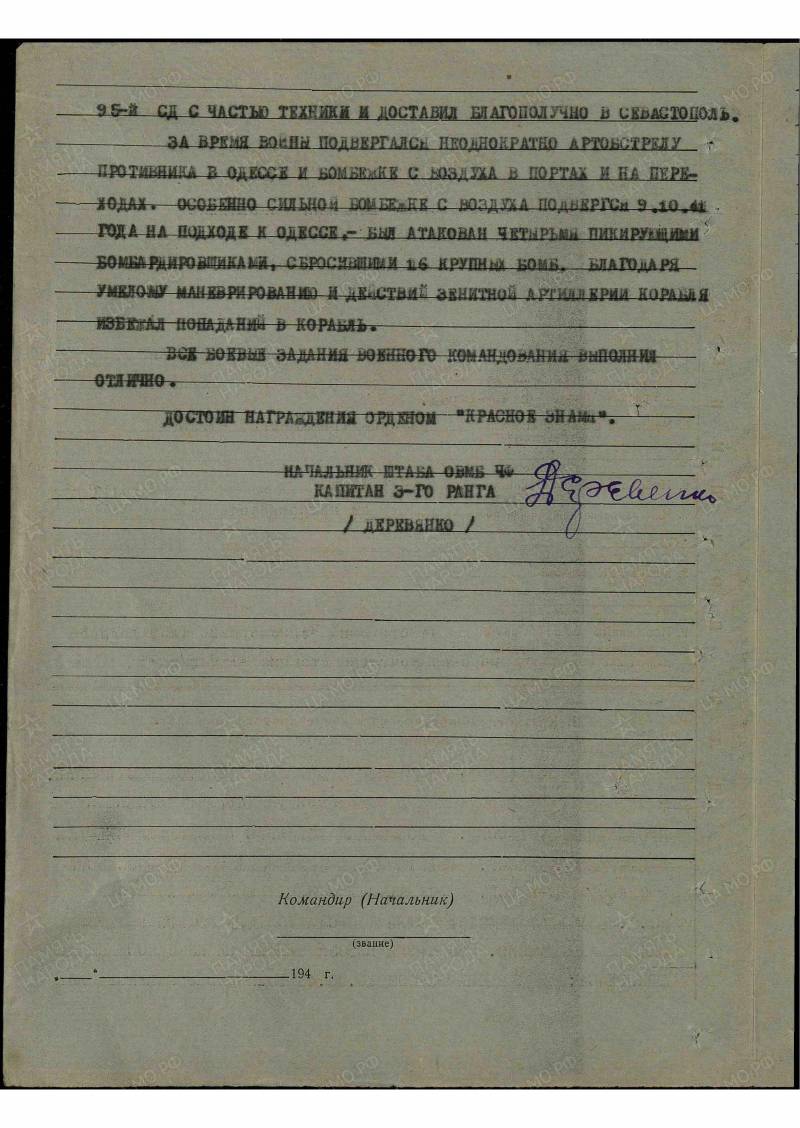 95-й СД С ЧАСТЬЮ ТЕХНИКИ И ДОСТАВИЛ БЛАГОПОЛУЧНО В СЕВАСТОПОЛЬ.
ЗА ВРЕМЯ ВОЙНЫ ПОДВЕРГАЛСЯ НЕОДНОКРАТНО АРТОБСТРЕЛУ
ПРОТИВНИКА В ОДЕССЕ И БОМБЕЖКЕ С ВОЗДУХА В ПОРТАХ И НА ПЕРЕ-
ХОДАХ. ОСОБЕННО СИЛЬНОЙ БОМБЕЖКЕ С ВОЗДУХА ПОДВЕРГСЯ 9.10.41
ГОДА НА ПОДХОДЕ К ОДЕССЕ,- БЫЛ АТАКОВАН ЧЕТЫРЬМЯ ПИКИРУЮЩИМИ
БОМБАРДИРОВЩИКАМИ, СБРОСИВШИМИ 16 КРУПНЫХ БОМБ. БЛАГОДАРЯ
УМЕЛОМУ МАНЕВРИРОВАНИЮ И ДЕЙСТВИЙ ЗЕНИТНОЙ АРТИЛЛЕРИИ КОРАБЛЯ
ИЗБЕЖАЛ ПОПАДАНИЙ В КОРАБЛЬ.
ВСЕ БОЕВЫЕ ЗАДАНИЯ ВОЕННОГО КОМАНДОВАНИЯ ВЫПОЛНЯЛ
ОТЛИЧНО.
ДОСТОИН НАГРАЖДЕНИЯ ОРДЕНОМ "КРАСНОЕ ЗНАМЯ".
НАЧАЛЬНИК ШТАБА ОВМБ ЧФ
КАПИТАН 3-ГО РАНГА Деревянко
/ ДЕРЕВЯНКО /
Командир (Начальник)
(звание)
194 г.